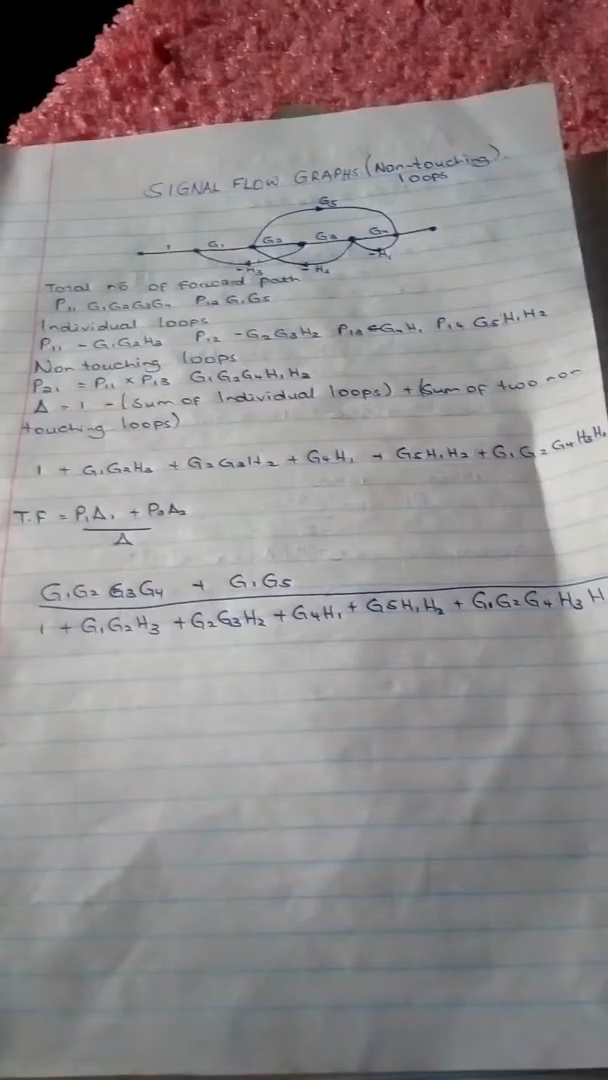 SIGNAL FLOW GRAPHS (Non-touching)
loops
G5
1 G1 G2 G3 G4
-H3 -H2 -H1
Total no of forward path
P11 G1G2G3G4 P12 G1G5
Individual loops
P11 - G1G2H3 P12 - G2G3H2 P13 G4H1 P14 G5H1H2
Non touching loops
P21 = P11 x P13 G1G2G4H1H3
Δ = 1 - (Sum of Individual loops) + (Sum of two non
touching loops)
1 + G1G2H3 + G2G3H2 + G4H1 + G5H1H2 + G1G2G4H3H1
T.F = P1Δ1 + P2Δ2
Δ
G1G2G3G4 + G1G5
1 + G1G2H3 + G2G3H2 + G4H1 + G5H1H2 + G1G2G4H3H